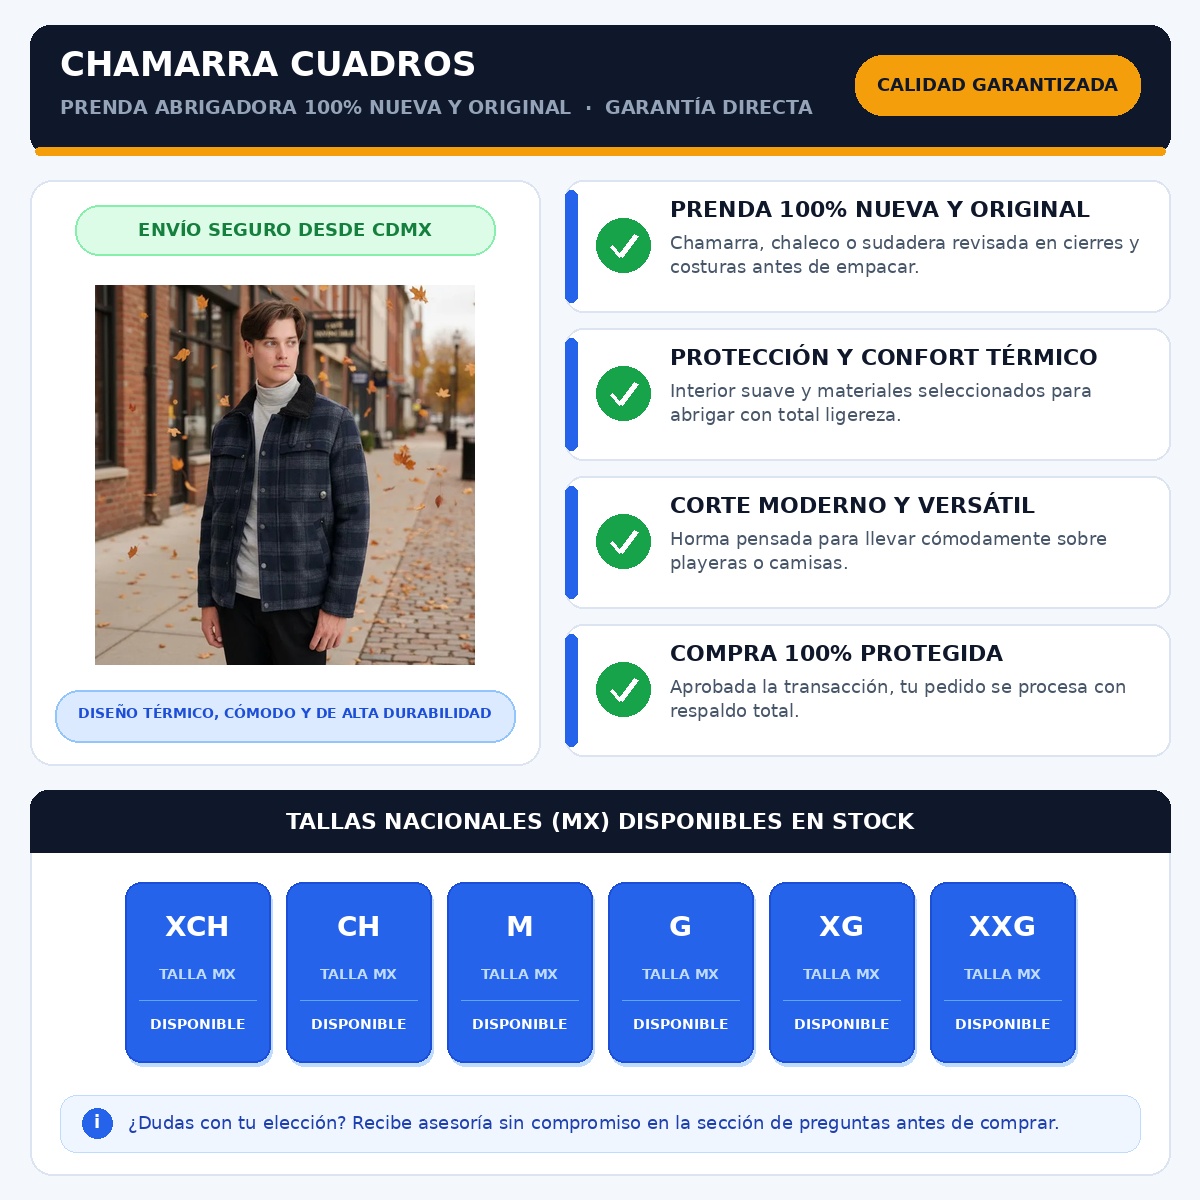 CHAMARRA CUADROS
PRENDA ABRIGADORA 100% NUEVA Y ORIGINAL · GARANTÍA DIRECTA
CALIDAD GARANTIZADA
ENVÍO SEGURO DESDE CDMX
DISEÑO TÉRMICO, CÓMODO Y DE ALTA DURABILIDAD
PRENDA 100% NUEVA Y ORIGINAL
Chamarra, chaleco o sudadera revisada en cierres y
costuras antes de empacar.
PROTECCIÓN Y CONFORT TÉRMICO
Interior suave y materiales seleccionados para
abrigar con total ligereza.
CORTE MODERNO Y VERSÁTIL
Horma pensada para llevar cómodamente sobre
playeras o camisas.
COMPRA 100% PROTEGIDA
Aprobada la transacción, tu pedido se procesa con
respaldo total.
TALLAS NACIONALES (MX) DISPONIBLES EN STOCK
XCH
TALLA MX
DISPONIBLE
CH
TALLA MX
DISPONIBLE
M
TALLA MX
DISPONIBLE
G
TALLA MX
DISPONIBLE
XG
TALLA MX
DISPONIBLE
XXG
TALLA MX
DISPONIBLE
i
¿Dudas con tu elección? Recibe asesoría sin compromiso en la sección de preguntas antes de comprar.